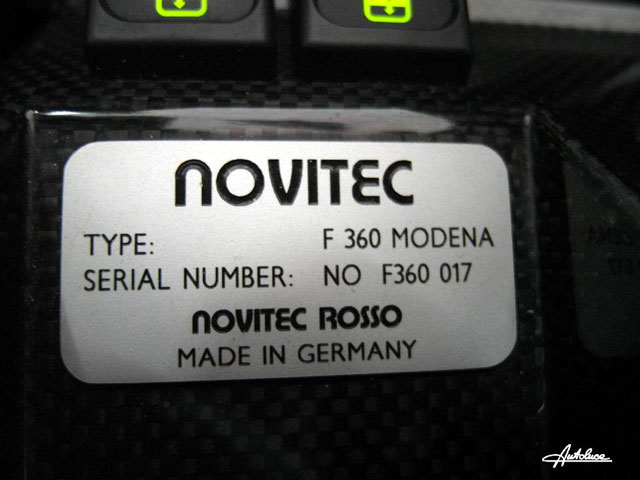 NOVITEC
TYPE: F 360 MODENA
SERIAL NUMBER: NO F360 017
NOVITEC ROSSO
MADE IN GERMANY
Autoluce